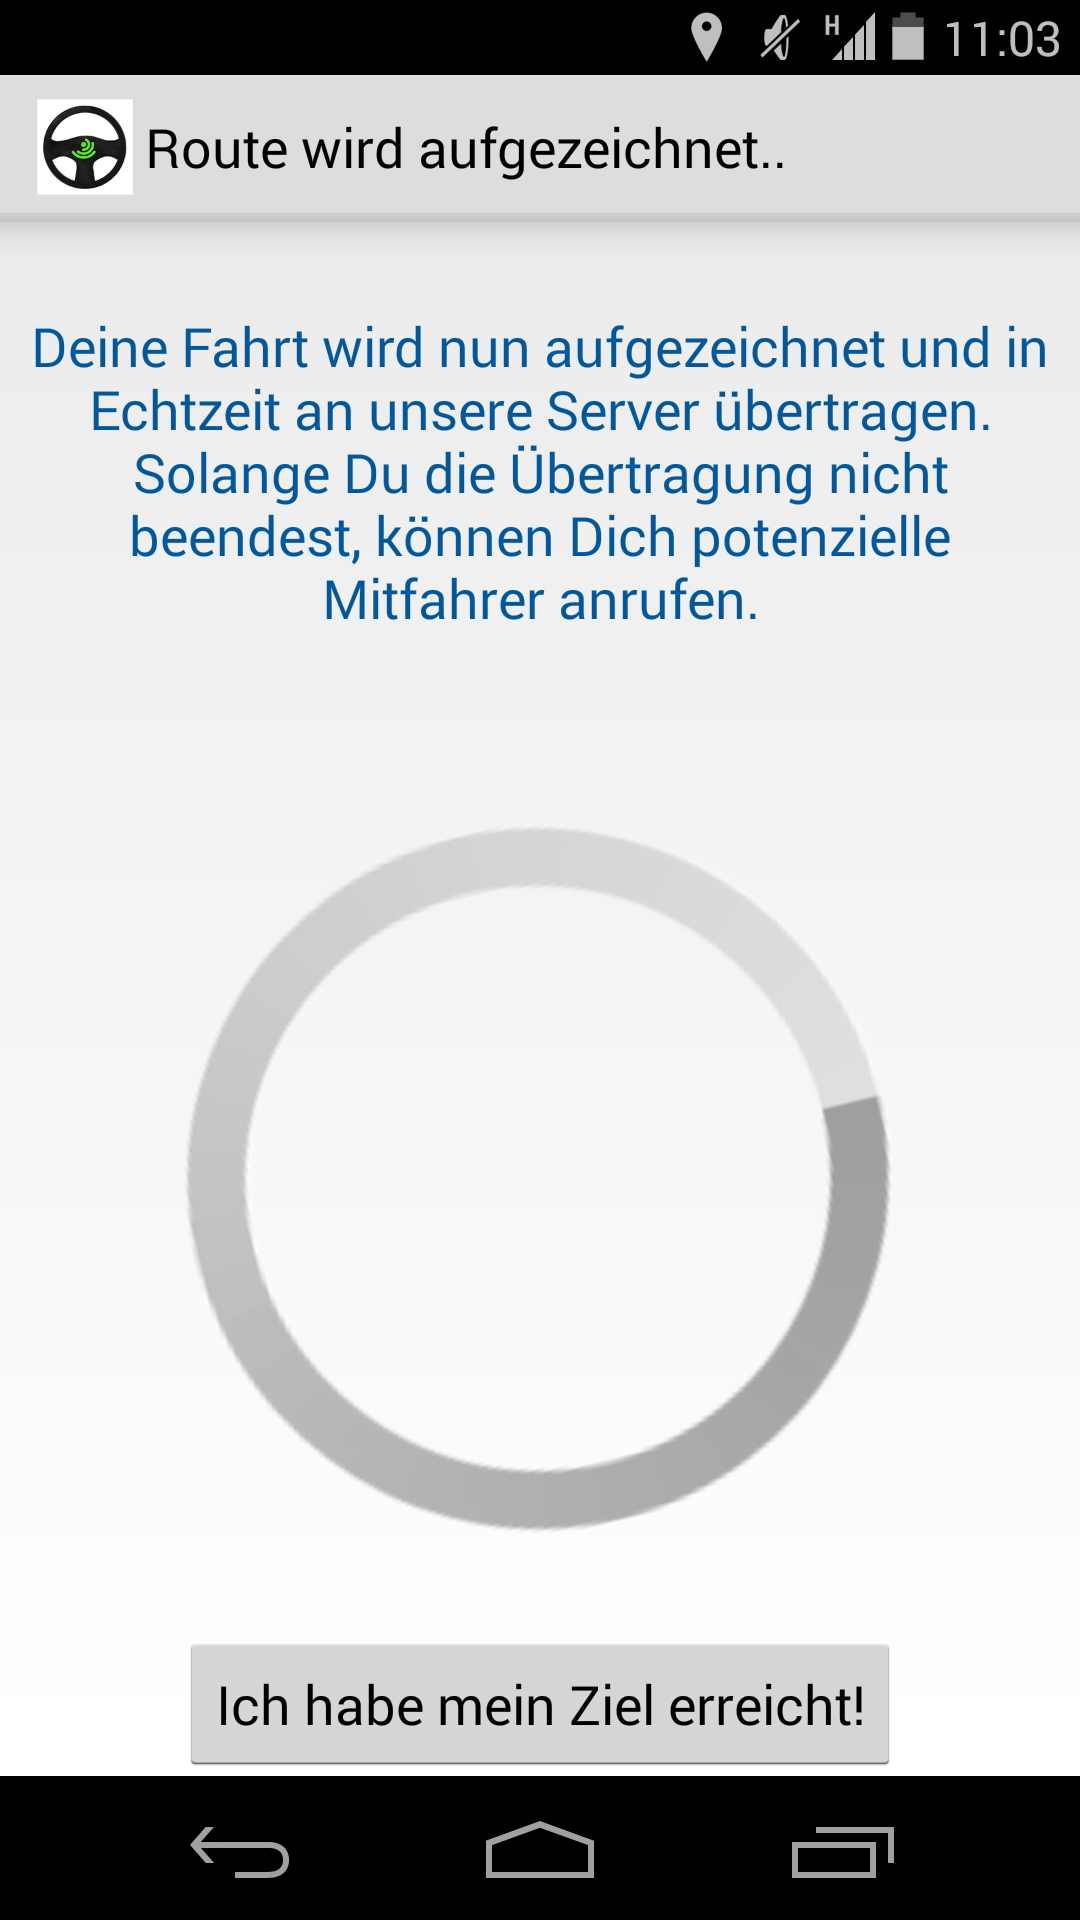 H 11:03
Route wird aufgezeichnet..
Deine Fahrt wird nun aufgezeichnet und in
Echtzeit an unsere Server übertragen.
Solange Du die Übertragung nicht
beendest, können Dich potenzielle
Mitfahrer anrufen.
Ich habe mein Ziel erreicht!